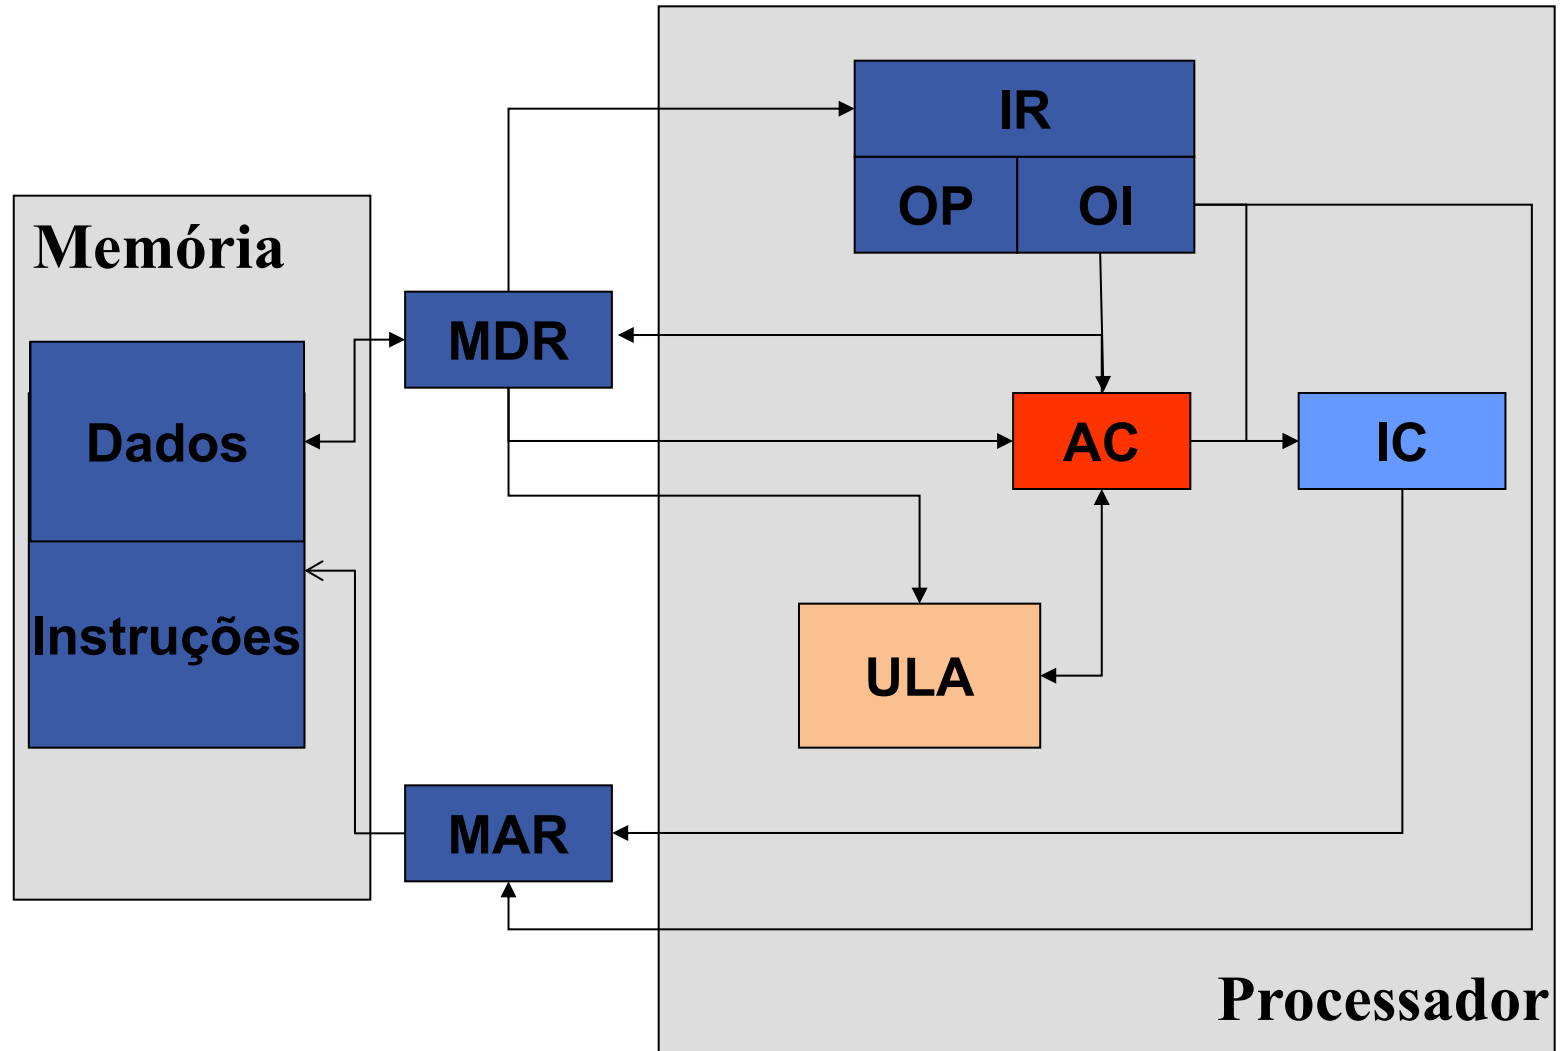 IR
OP OI
Memória
MDR
Dados
AC
IC
Instruções
ULA
MAR
Processador